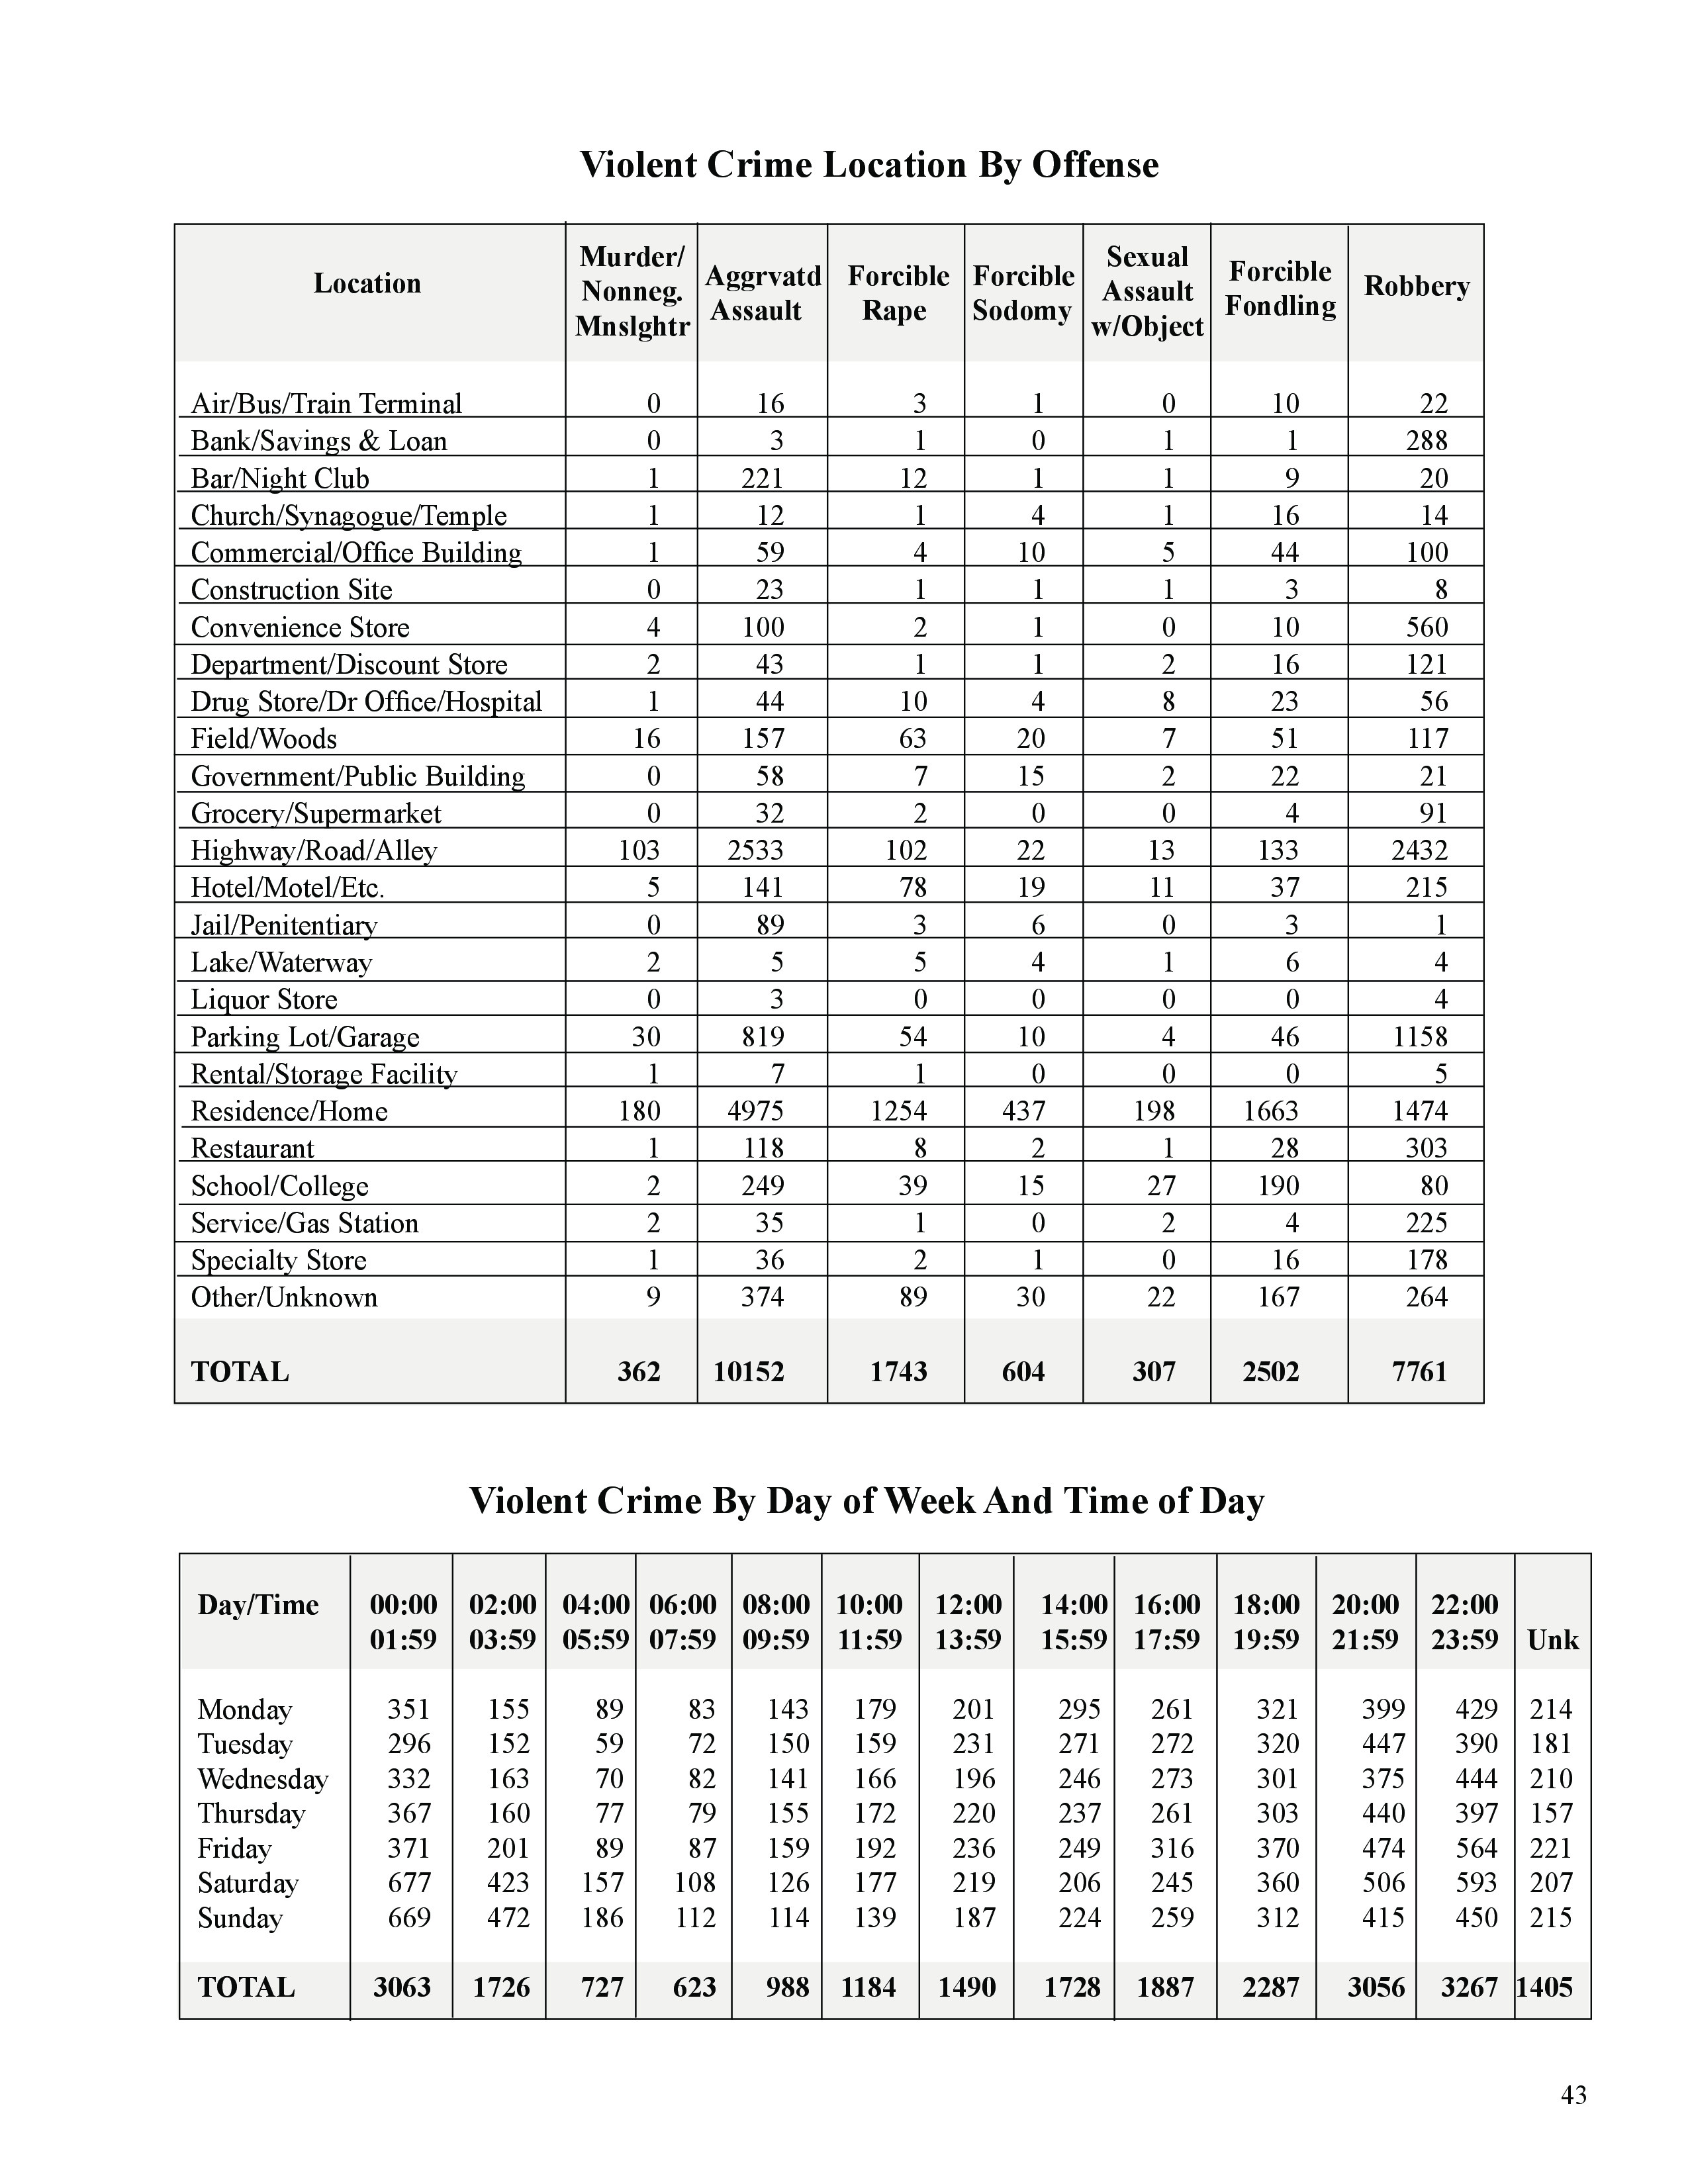 Violent Crime Location By Offense
Location Murder/ Nonneg. Mnslghtr Aggrvatd Assault Forcible Rape Forcible Sodomy Sexual Assault w/Object Forcible Fondling Robbery
Air/Bus/Train Terminal 0 16 3 1 0 10 22
Bank/Savings & Loan 0 3 1 0 1 1 288
Bar/Night Club 1 221 12 1 1 9 20
Church/Synagogue/Temple 1 12 1 4 1 16 14
Commercial/Office Building 1 59 4 10 5 44 100
Construction Site 0 23 1 1 1 3 8
Convenience Store 4 100 2 1 0 10 560
Department/Discount Store 2 43 1 1 2 16 121
Drug Store/Dr Office/Hospital 1 44 10 4 8 23 56
Field/Woods 16 157 63 20 7 51 117
Government/Public Building 0 58 7 15 2 22 21
Grocery/Supermarket 0 32 2 0 0 4 91
Highway/Road/Alley 103 2533 102 22 13 133 2432
Hotel/Motel/Etc. 5 141 78 19 11 37 215
Jail/Penitentiary 0 89 3 6 0 3 1
Lake/Waterway 2 5 5 4 1 6 4
Liquor Store 0 3 0 0 0 0 4
Parking Lot/Garage 30 819 54 10 4 46 1158
Rental/Storage Facility 1 7 1 0 0 0 5
Residence/Home 180 4975 1254 437 198 1663 1474
Restaurant 1 118 8 2 1 28 303
School/College 2 249 39 15 27 190 80
Service/Gas Station 2 35 1 0 2 4 225
Specialty Store 1 36 2 1 0 16 178
Other/Unknown 9 374 89 30 22 167 264
TOTAL 362 10152 1743 604 307 2502 7761
Violent Crime By Day of Week And Time of Day
Day/Time 00:00 02:00 04:00 06:00 08:00 10:00 12:00 14:00 16:00 18:00 20:00 22:00
01:59 03:59 05:59 07:59 09:59 11:59 13:59 15:59 17:59 19:59 21:59 23:59 Unk
Monday 351 155 89 83 143 179 201 295 261 321 399 429 214
Tuesday 296 152 59 72 150 159 231 271 272 320 447 390 181
Wednesday 332 163 70 82 141 166 196 246 273 301 375 444 210
Thursday 367 160 77 79 155 172 220 237 261 303 440 397 157
Friday 371 201 89 87 159 192 236 249 316 370 474 564 221
Saturday 677 423 157 108 126 177 219 206 245 360 506 593 207
Sunday 669 472 186 112 114 139 187 224 259 312 415 450 215
TOTAL 3063 1726 727 623 988 1184 1490 1728 1887 2287 3056 3267 1405
43